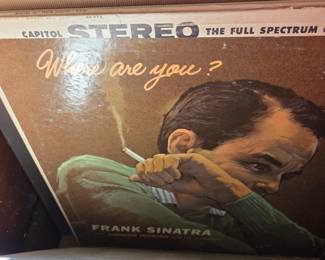 CAPITOL STEREO THE FULL SPECTRUM
Where are you?
FRANK SINATRA